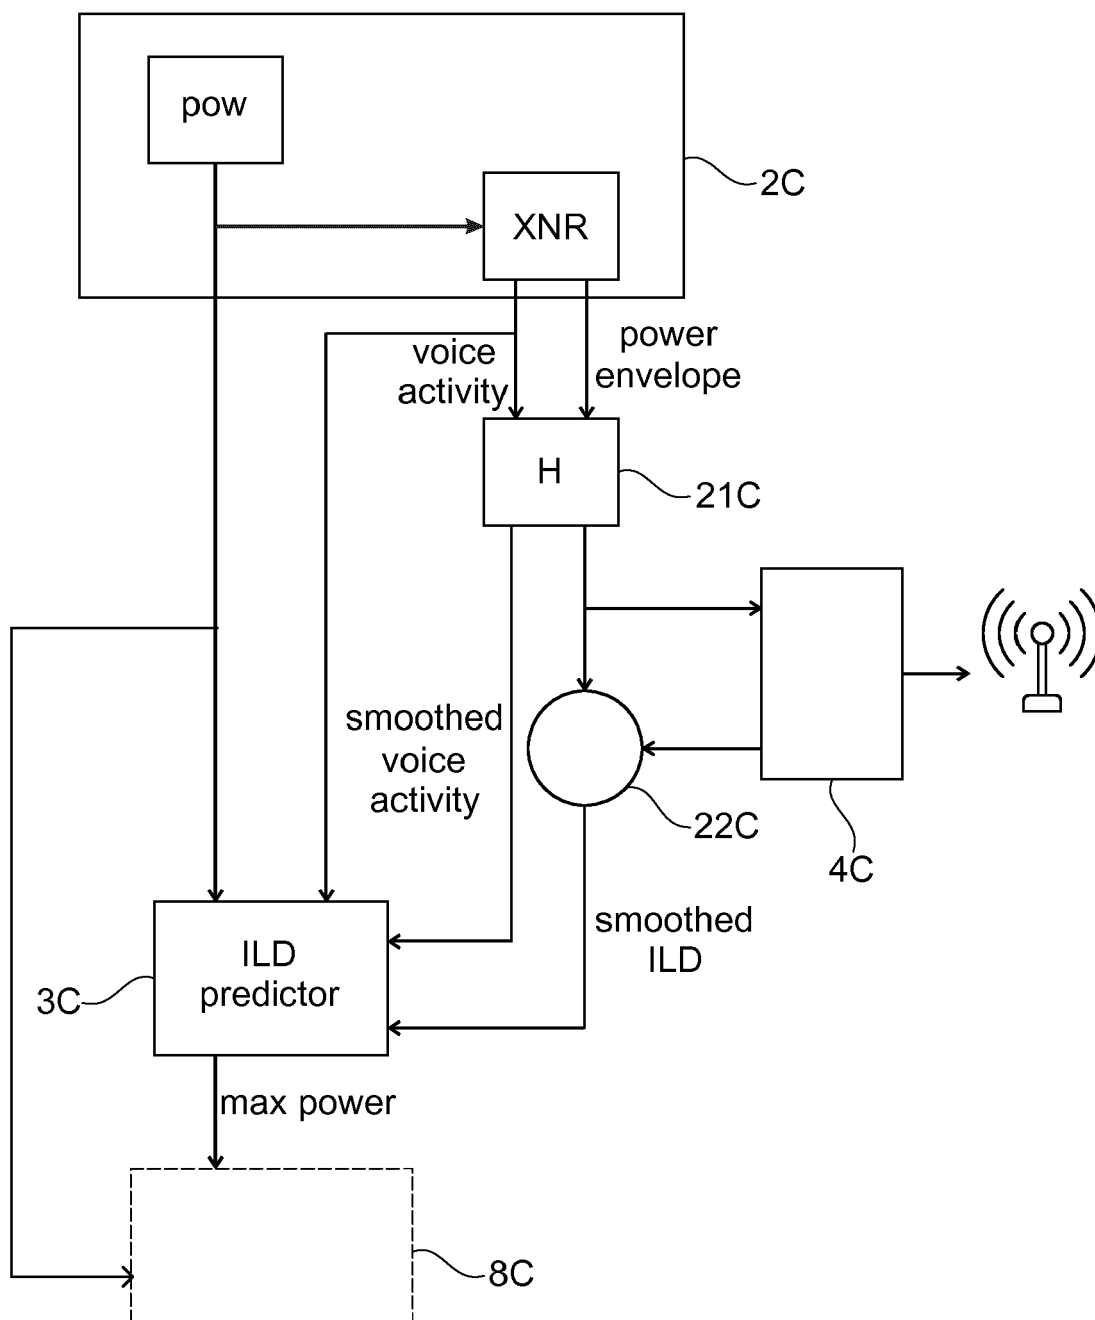 pow
2C
XNR
voice
activity
power
envelope
H
21C
smoothed
voice
activity
22C
4C
smoothed
ILD
ILD
predictor
3C
max power
8C